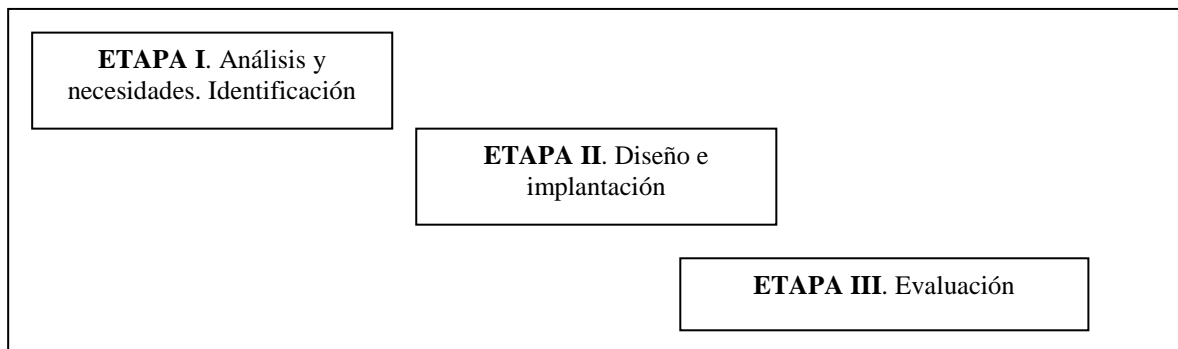 ETAPA I. Análisis y
necesidades. Identificación
ETAPA II. Diseño e
implantación
ETAPA III. Evaluación